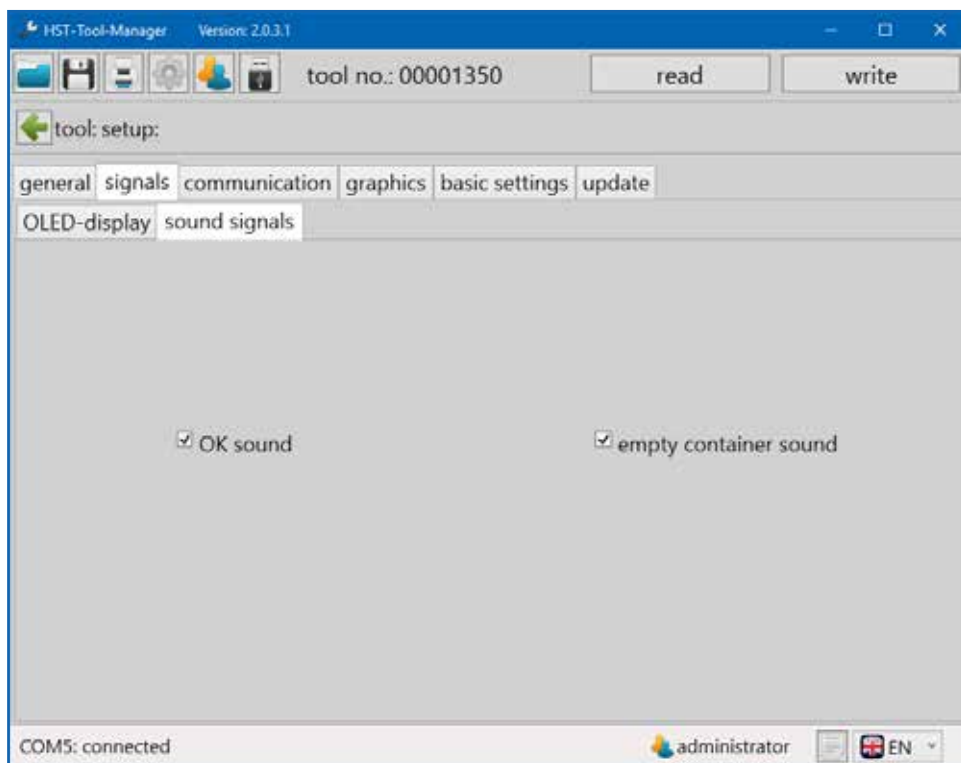 HST-Tool-Manager Version: 2.0.3.1
tool no.: 00001350 read write
tool: setup:
general signals communication graphics basic settings update
OLED-display sound signals
OK sound empty container sound
COM5: connected administrator EN